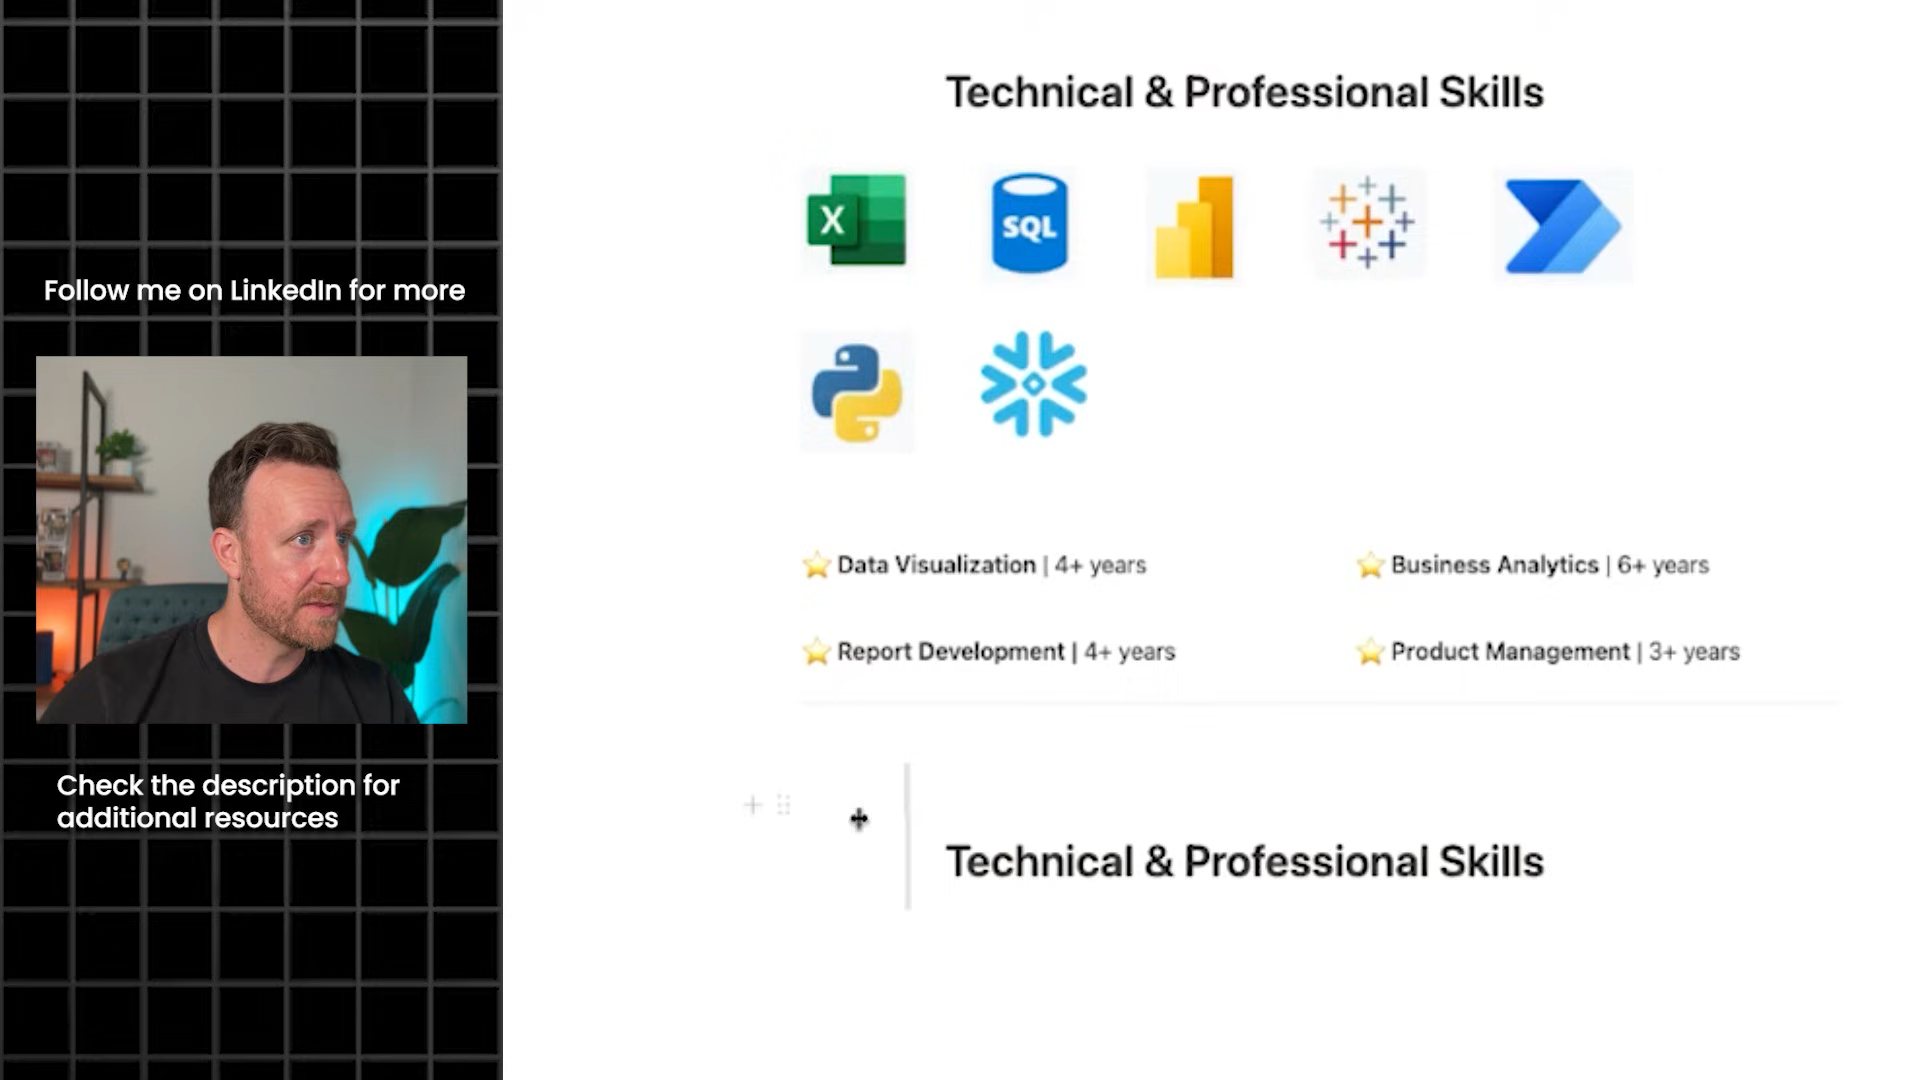 Technical & Professional Skills
X
SQL
Follow me on LinkedIn for more
⭐ Data Visualization | 4+ years
⭐ Business Analytics | 6+ years
⭐ Report Development | 4+ years
⭐ Product Management | 3+ years
Check the description for
additional resources
Technical & Professional Skills